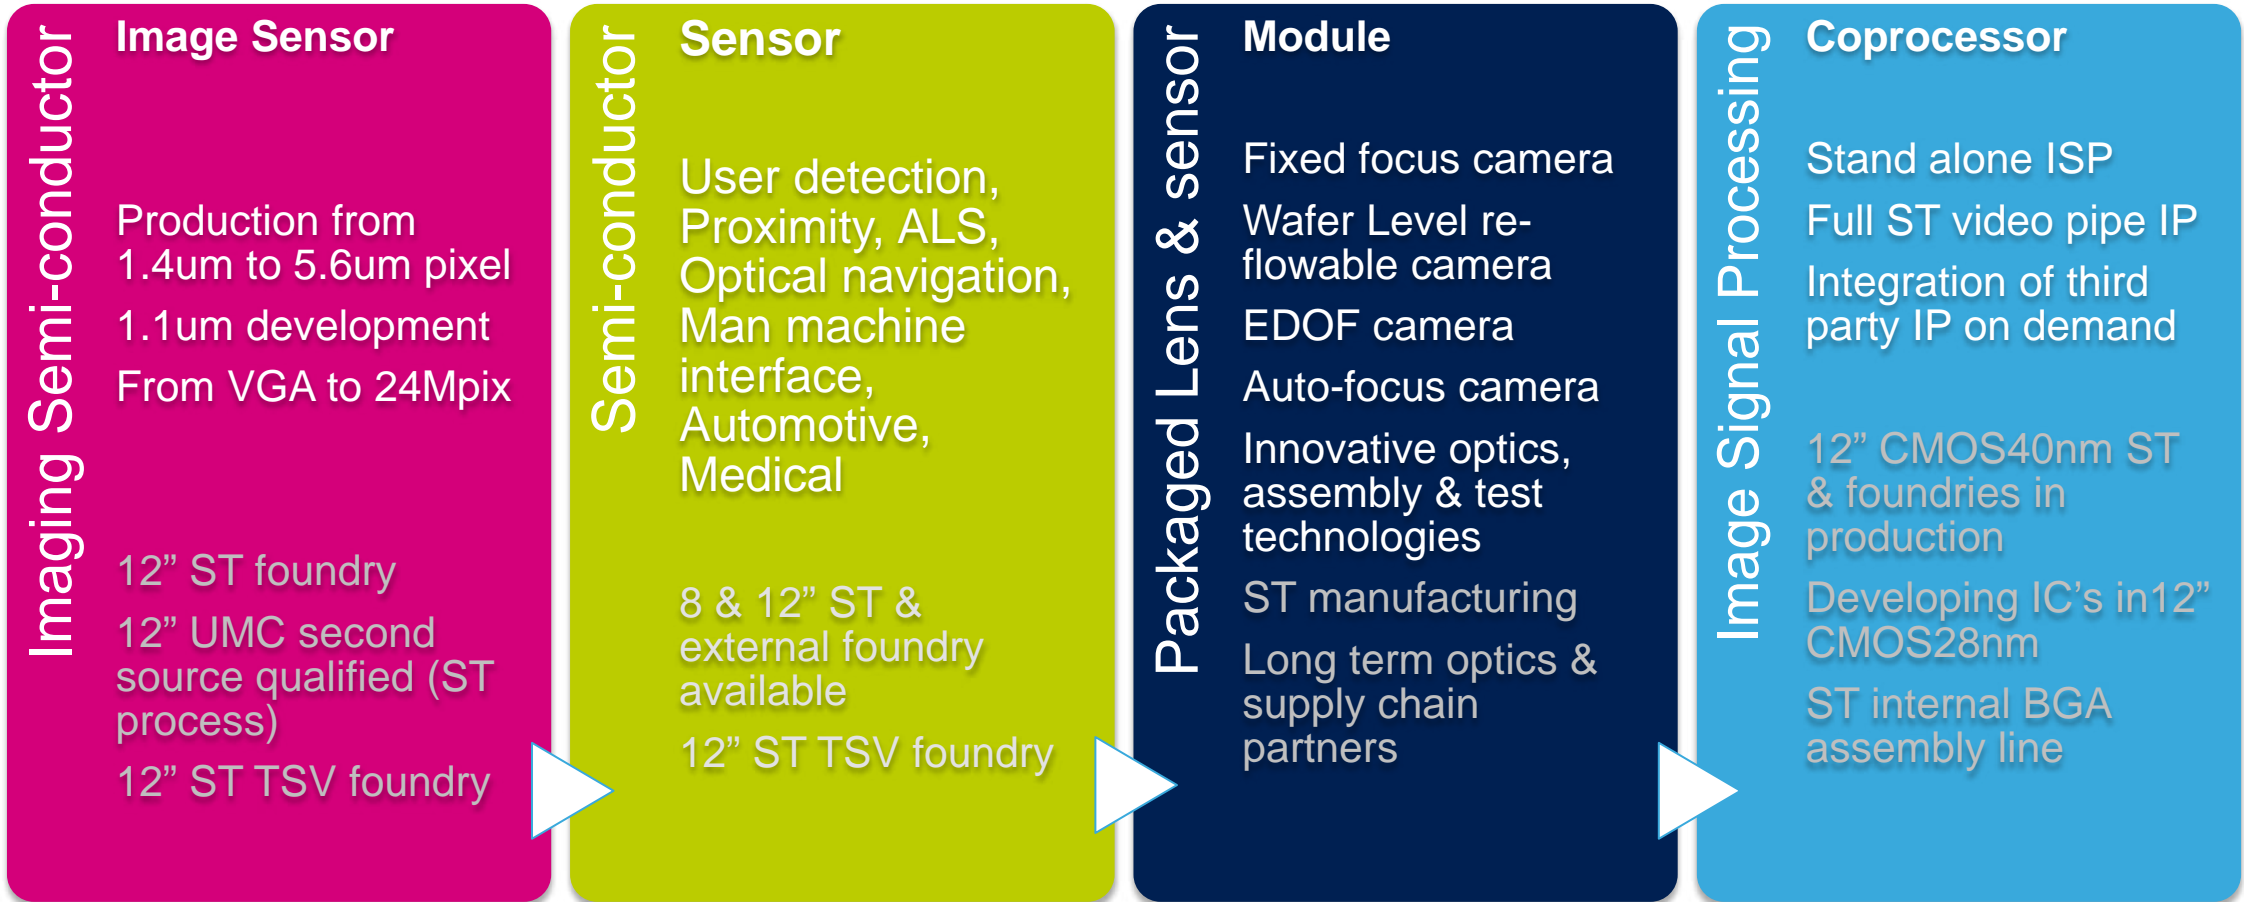 Imaging Semi-conductor
Image Sensor
Production from
1.4um to 5.6um pixel
1.1um development
From VGA to 24Mpix
12” ST foundry
12” UMC second
source qualified (ST
process)
12” ST TSV foundry
Semi-conductor
Sensor
User detection,
Proximity, ALS,
Optical navigation,
Man machine
interface,
Automotive,
Medical
8 & 12” ST &
external foundry
available
12” ST TSV foundry
Packaged Lens & sensor
Module
Fixed focus camera
Wafer Level re-
flowable camera
EDOF camera
Auto-focus camera
Innovative optics,
assembly & test
technologies
ST manufacturing
Long term optics &
supply chain
partners
Image Signal Processing
Coprocessor
Stand alone ISP
Full ST video pipe IP
Integration of third
party IP on demand
12” CMOS40nm ST
& foundries in
production
Developing IC’s in12”
CMOS28nm
ST internal BGA
assembly line